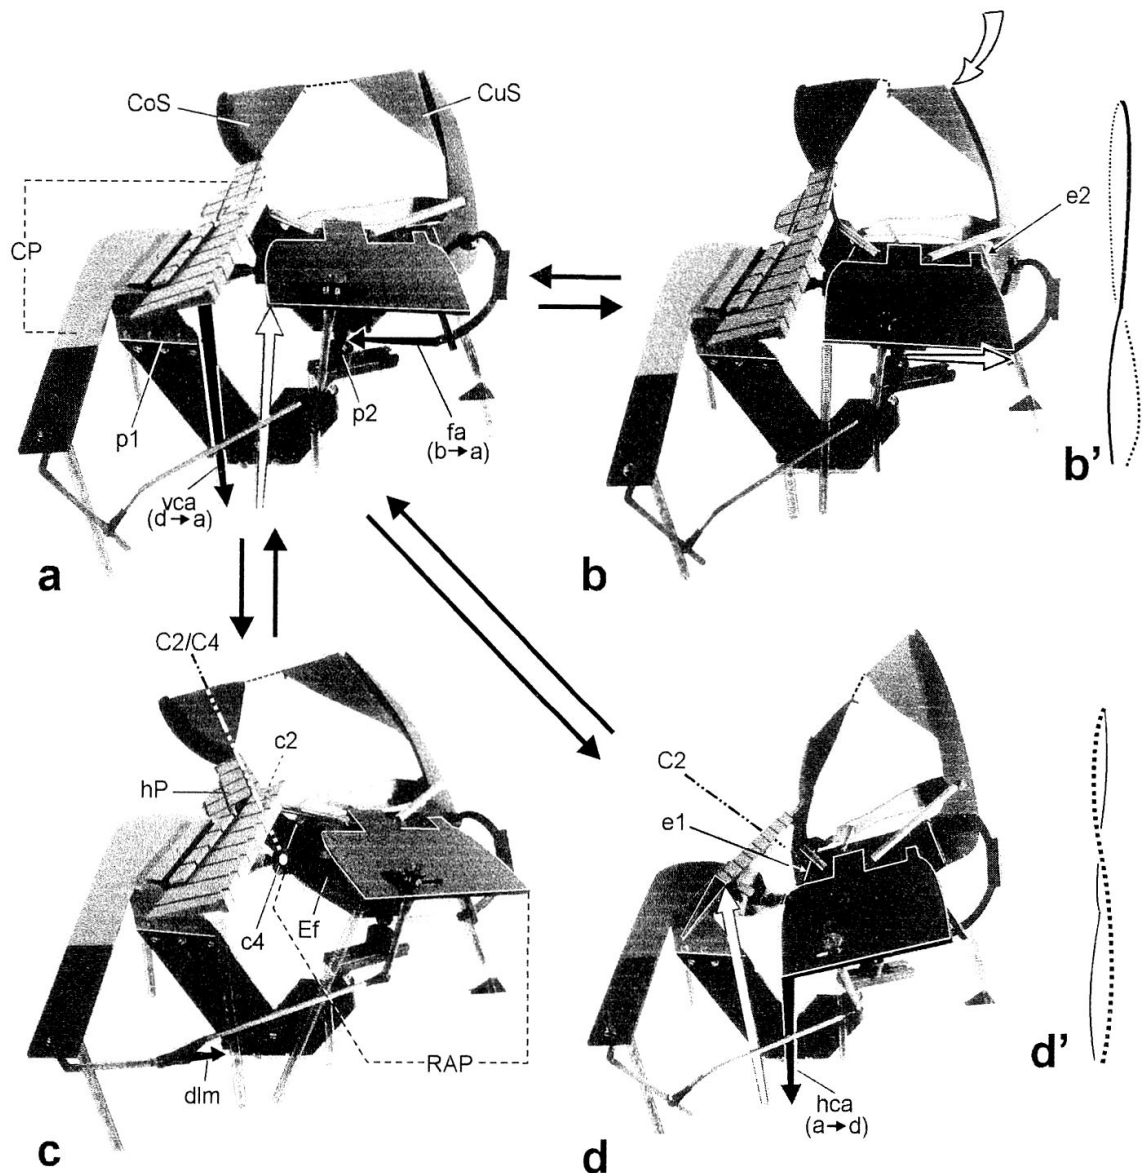 CoS
CuS
CP
e2
p1
p2
fa
(b→a)
vca
(d→a)
a
b
b'
C2/C4
c2
hP
C2
e1
c4
Ef
RAP
dlm
hca
(a→d)
c
d
d'